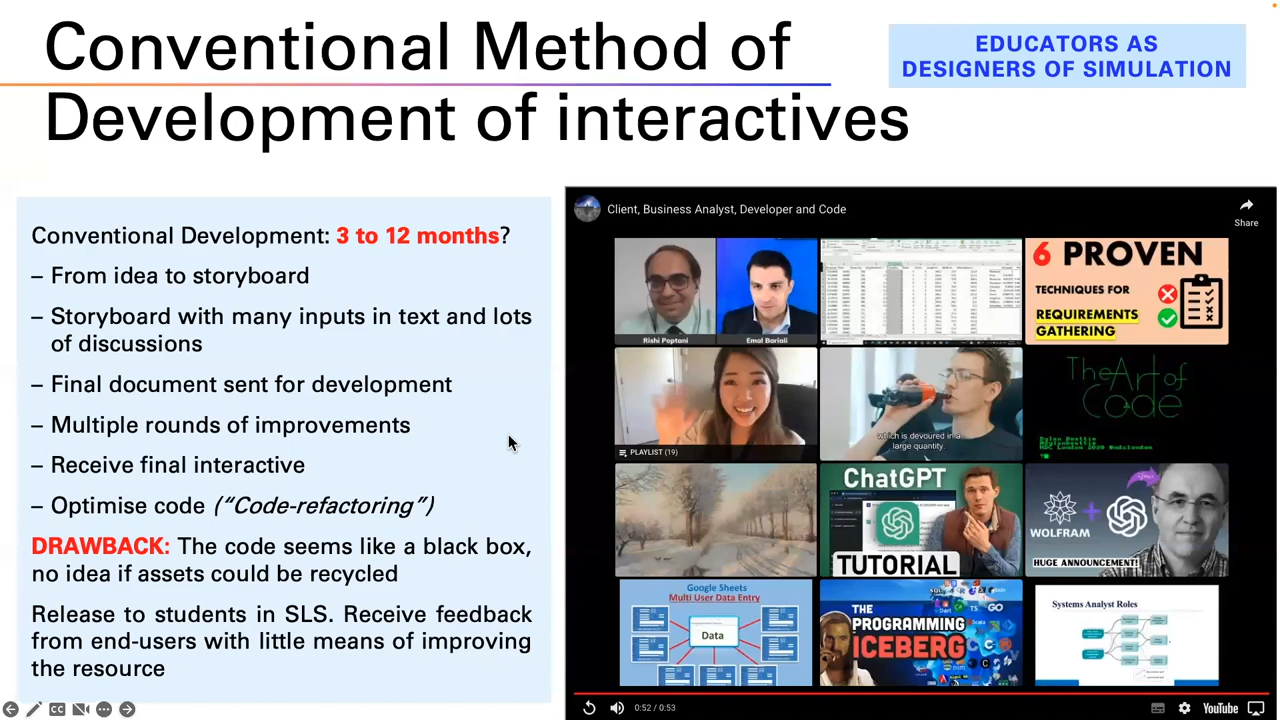 Conventional Method of
Development of interactives
EDUCATORS AS
DESIGNERS OF SIMULATION
Conventional Development: 3 to 12 months?
– From idea to storyboard
– Storyboard with many inputs in text and lots
of discussions
– Final document sent for development
– Multiple rounds of improvements
– Receive final interactive
– Optimise code (“Code-refactoring”)
DRAWBACK: The code seems like a black box,
no idea if assets could be recycled
Release to students in SLS. Receive feedback
from end-users with little means of improving
the resource
Client, Business Analyst, Developer and Code
Share
Rishi Poptani
Emal Bariali
6 PROVEN
TECHNIQUES FOR
REQUIREMENTS
GATHERING
PLAYLIST (19)
which is devoured in a
large quantity.
The Art of
Code
ChatGPT
TUTORIAL
WOLFRAM
HUGE ANNOUNCEMENT!
Google Sheets
Multi User Data Entry
Data
THE
PROGRAMMING
ICEBERG
Dart
TS
GO
Scala
Systems Analyst Roles
0:52 / 0:53
YouTube